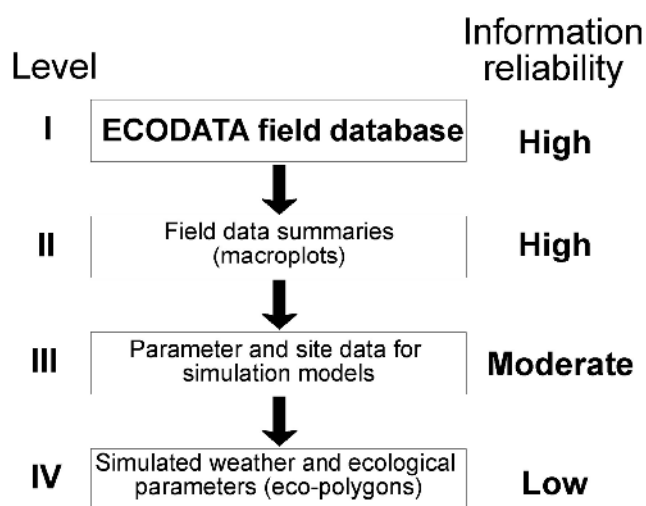 Level
Information
reliability
I
ECODATA field database
High
II
Field data summaries
(macroplots)
High
III
Parameter and site data for
simulation models
Moderate
IV
Simulated weather and ecological
parameters (eco-polygons)
Low